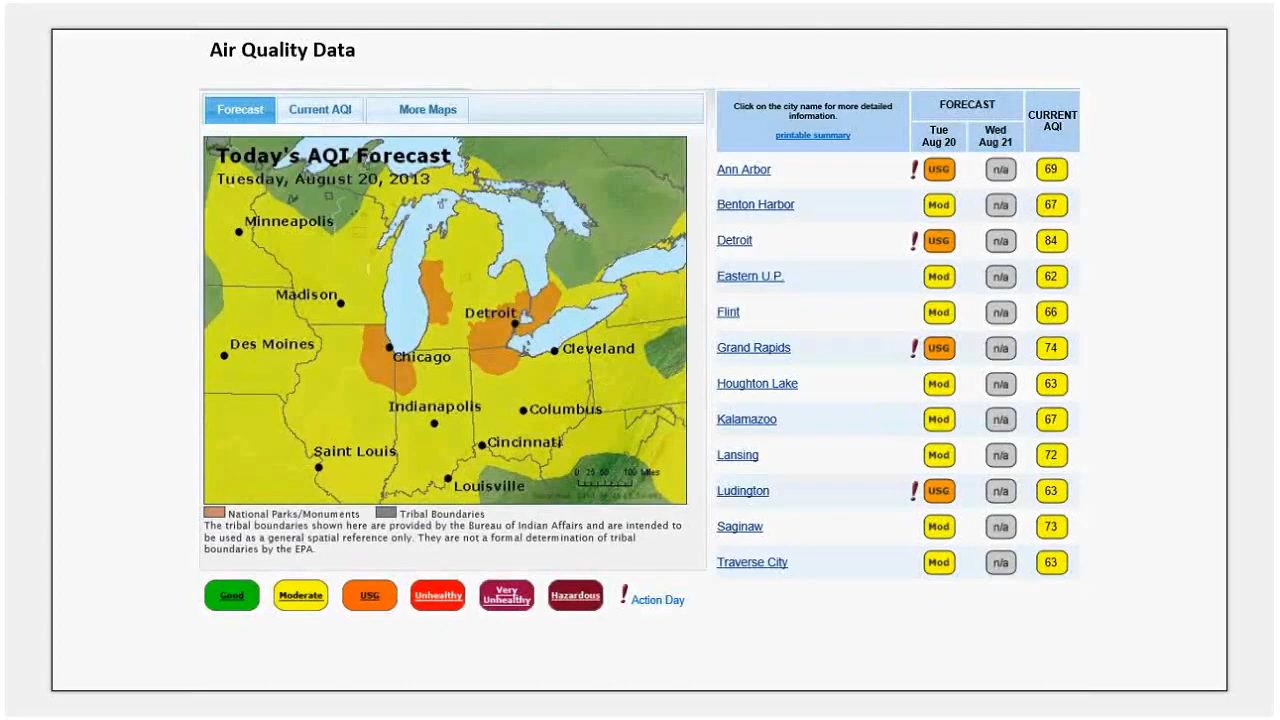 Air Quality Data
Forecast
Current AQI
More Maps
Today's AQI Forecast
Tuesday, August 20, 2013
Minneapolis
Madison
Detroit
Des Moines
Chicago
Cleveland
Indianapolis
Columbus
Cincinnati
Saint Louis
Louisville
0 25 50 100 Miles
National Parks/Monuments
Tribal Boundaries
The tribal boundaries shown here are provided by the Bureau of Indian Affairs and are intended to
be used as a general spatial reference only. They are not a formal determination of tribal
boundaries by the EPA.
Good
Moderate
USG
Unhealthy
Very
Unhealthy
Hazardous
! Action Day
Click on the city name for more detailed
information.
printable summary
FORECAST
Tue
Aug 20
Wed
Aug 21
CURRENT
AQI
Ann Arbor ! USG n/a 69
Benton Harbor Mod n/a 67
Detroit ! USG n/a 84
Eastern U.P. Mod n/a 62
Flint Mod n/a 66
Grand Rapids ! USG n/a 74
Houghton Lake Mod n/a 63
Kalamazoo Mod n/a 67
Lansing Mod n/a 72
Ludington ! USG n/a 63
Saginaw Mod n/a 73
Traverse City Mod n/a 63